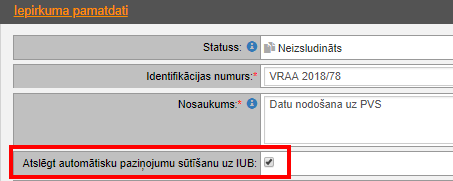 Iepirkuma pamatdati
Statuss: Neizsludināts
Identifikācijas numurs:* VRAA 2018/78
Nosaukums:* Datu nodošana uz PVS
Atslēgt automātisku paziņojumu sūtīšanu uz IUB: